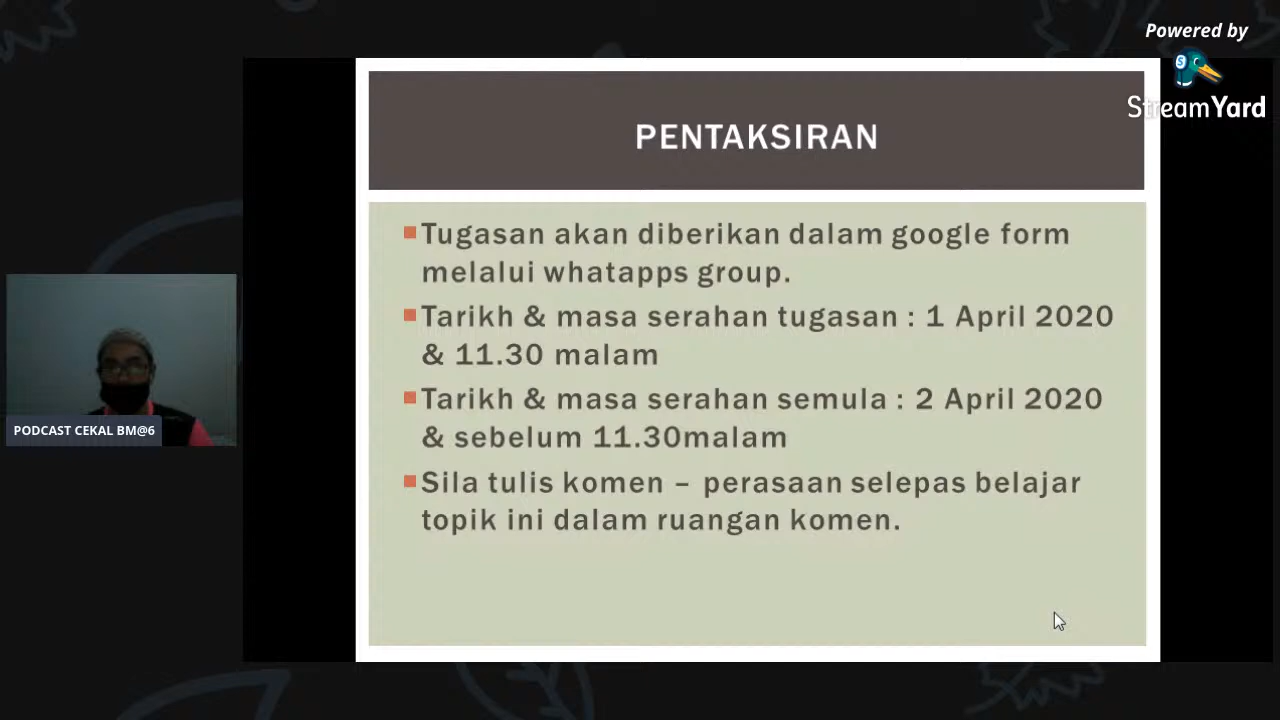 Powered by
StreamYard
PENTAKSIRAN
Tugasan akan diberikan dalam google form
melalui whatapps group.
Tarikh & masa serahan tugasan : 1 April 2020
& 11.30 malam
Tarikh & masa serahan semula : 2 April 2020
& sebelum 11.30malam
Sila tulis komen – perasaan selepas belajar
topik ini dalam ruangan komen.
PODCAST CEKAL BM@6